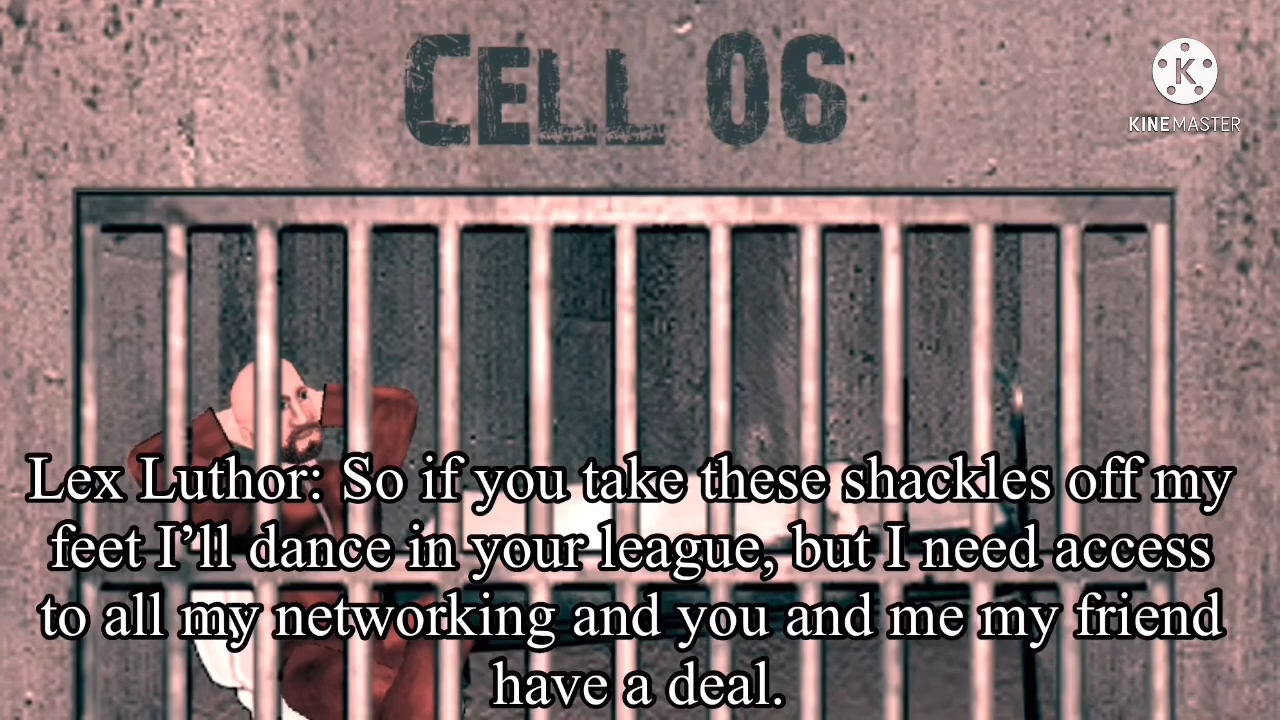 CELL 06
K
KINEMASTER
Lex Luthor: So if you take these shackles off my
feet I’ll dance in your league, but I need access
to all my networking and you and me my friend
have a deal.